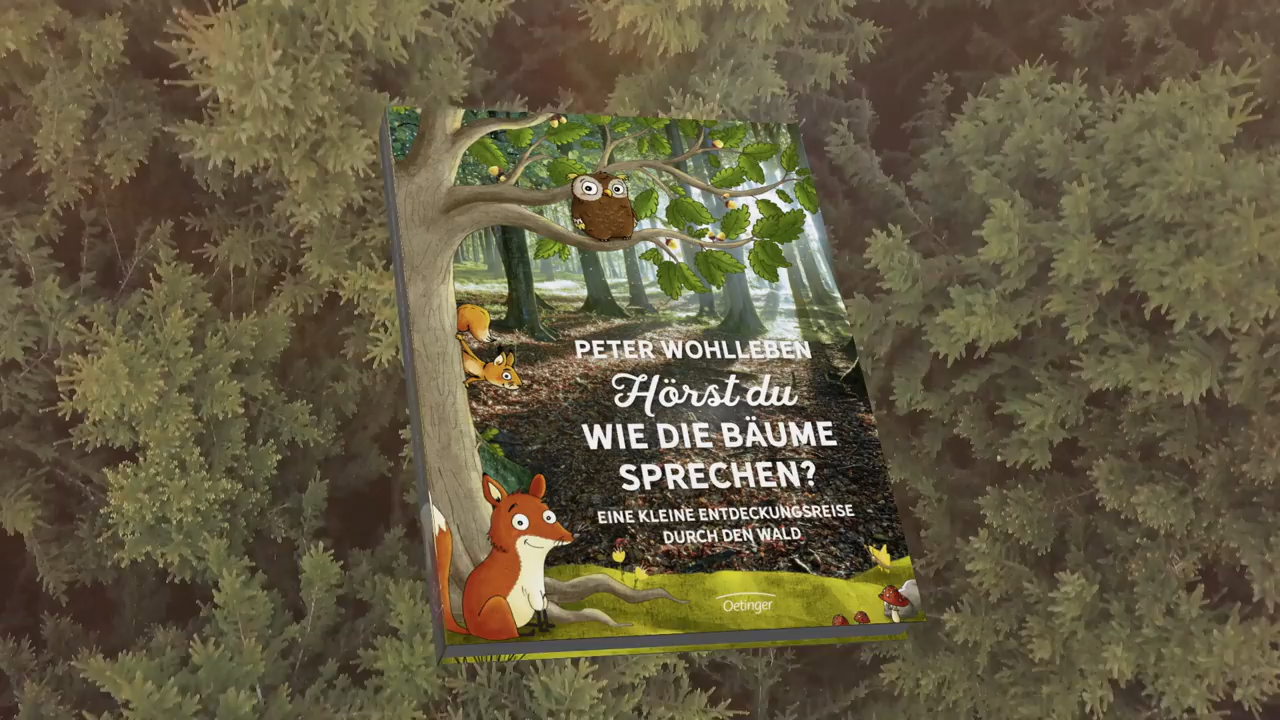 PETER WOHLLEBEN
Hörst du
WIE DIE BÄUME
SPRECHEN?
EINE KLEINE ENTDECKUNGSREISE
DURCH DEN WALD
Oetinger